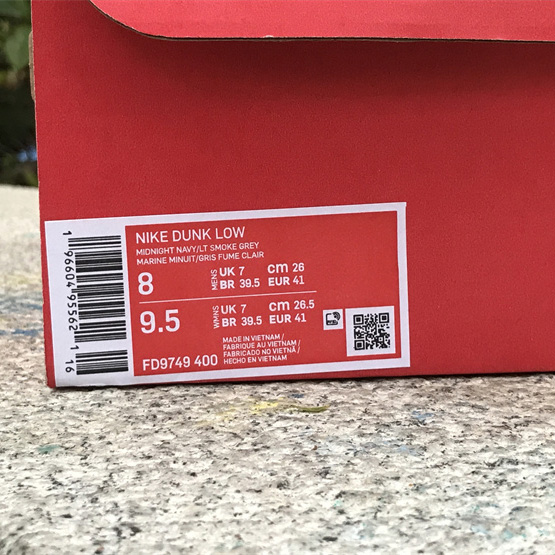 NIKE DUNK LOW
MIDNIGHT NAVY/LT SMOKE GREY
MARINE MINUIT/GRIS FUME CLAIR
8 MENS UK 7 cm 26
BR 39.5 EUR 41
9.5 WMNS UK 7 cm 26.5
BR 39.5 EUR 41
FD9749 400
MADE IN VIETNAM /
FABRIQUE AU VIETNAM /
FABRICADO NO VIETNÃ /
HECHO EN VIETNAM
1 96604 95562 1 16